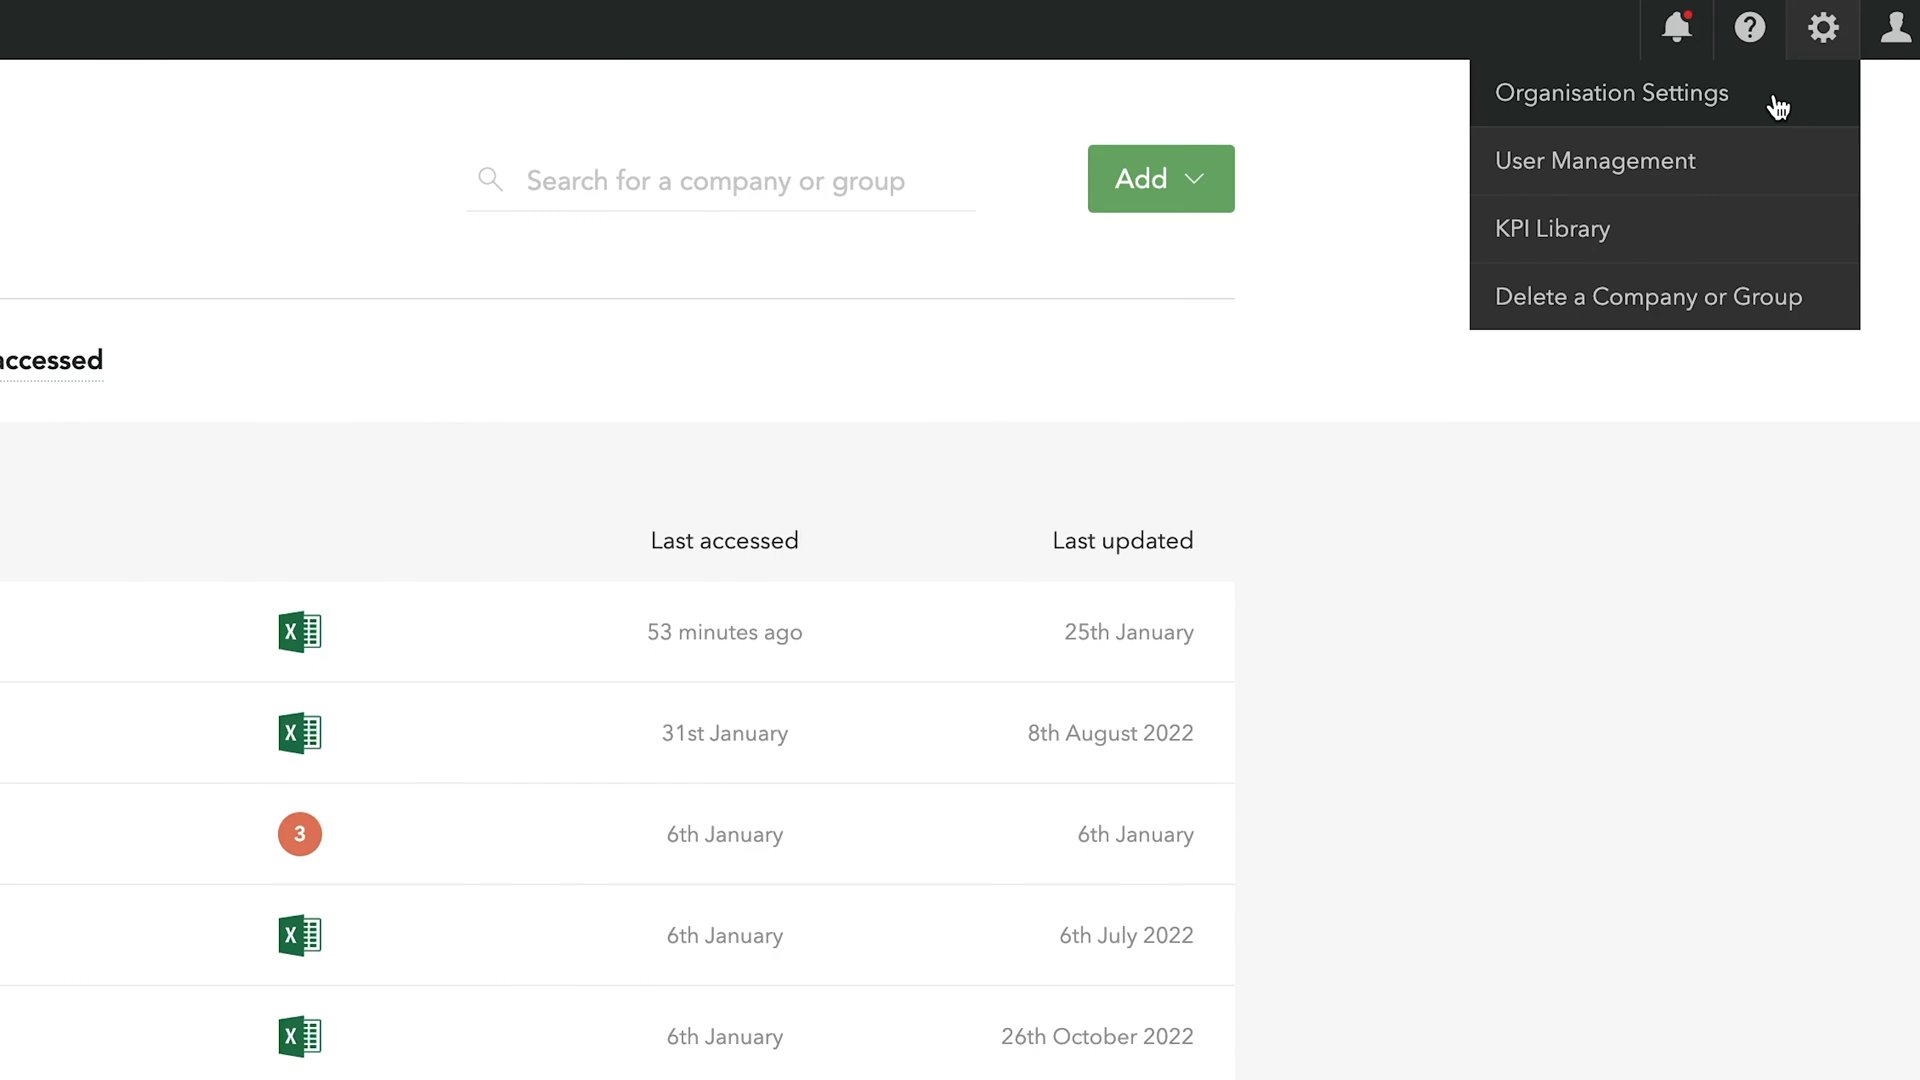 Organisation Settings
User Management
KPI Library
Delete a Company or Group
Search for a company or group
Add
accessed
Last accessed Last updated
X 53 minutes ago 25th January
X 31st January 8th August 2022
3 6th January 6th January
X 6th January 6th July 2022
X 6th January 26th October 2022